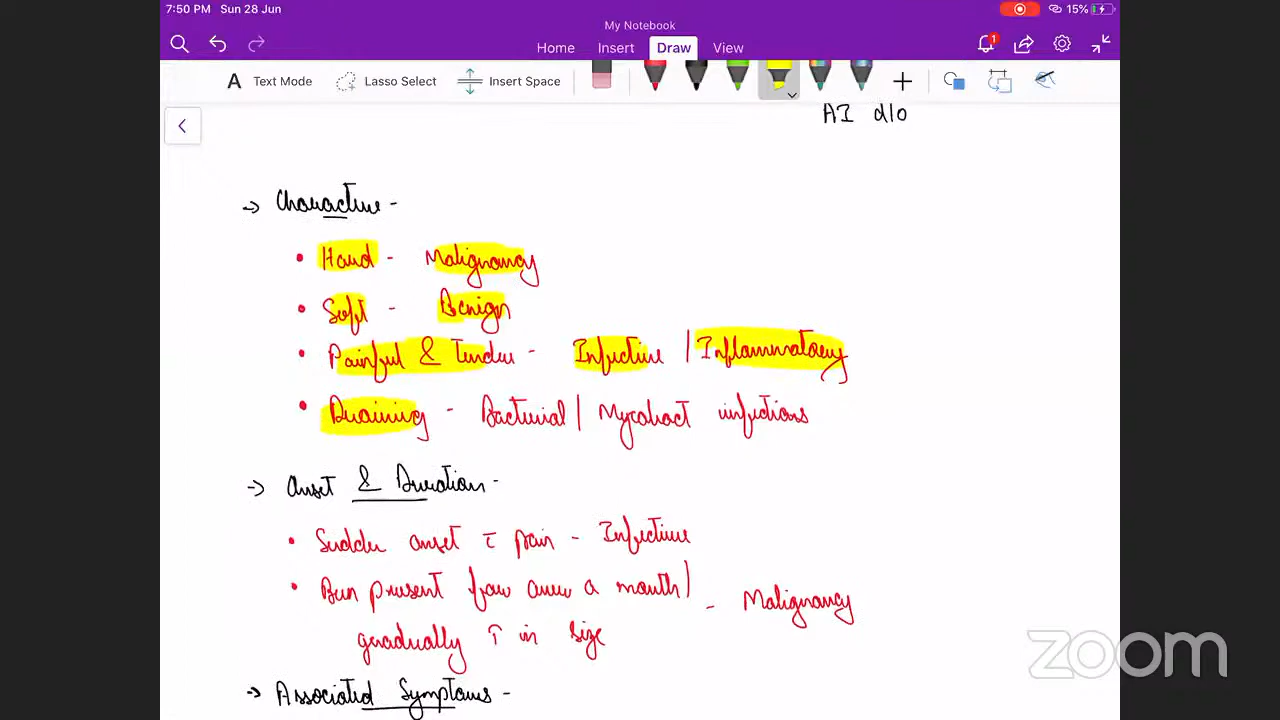 7:50 PM Sun 28 Jun
15%
My Notebook
Home Insert Draw View
1
A Text Mode Lasso Select Insert Space
AI d/o
→ Character -
• Hard - Malignancy
• Soft - Benign
• Painful & Tender - Infective | Inflammatory
• Draining - Bacterial | Mycobact infections
→ Onset & Duration -
• Sudden onset c pain - Infective
• Been present for over a month |
gradually ↑ in size - Malignancy
→ Associated Symptoms -
zoom